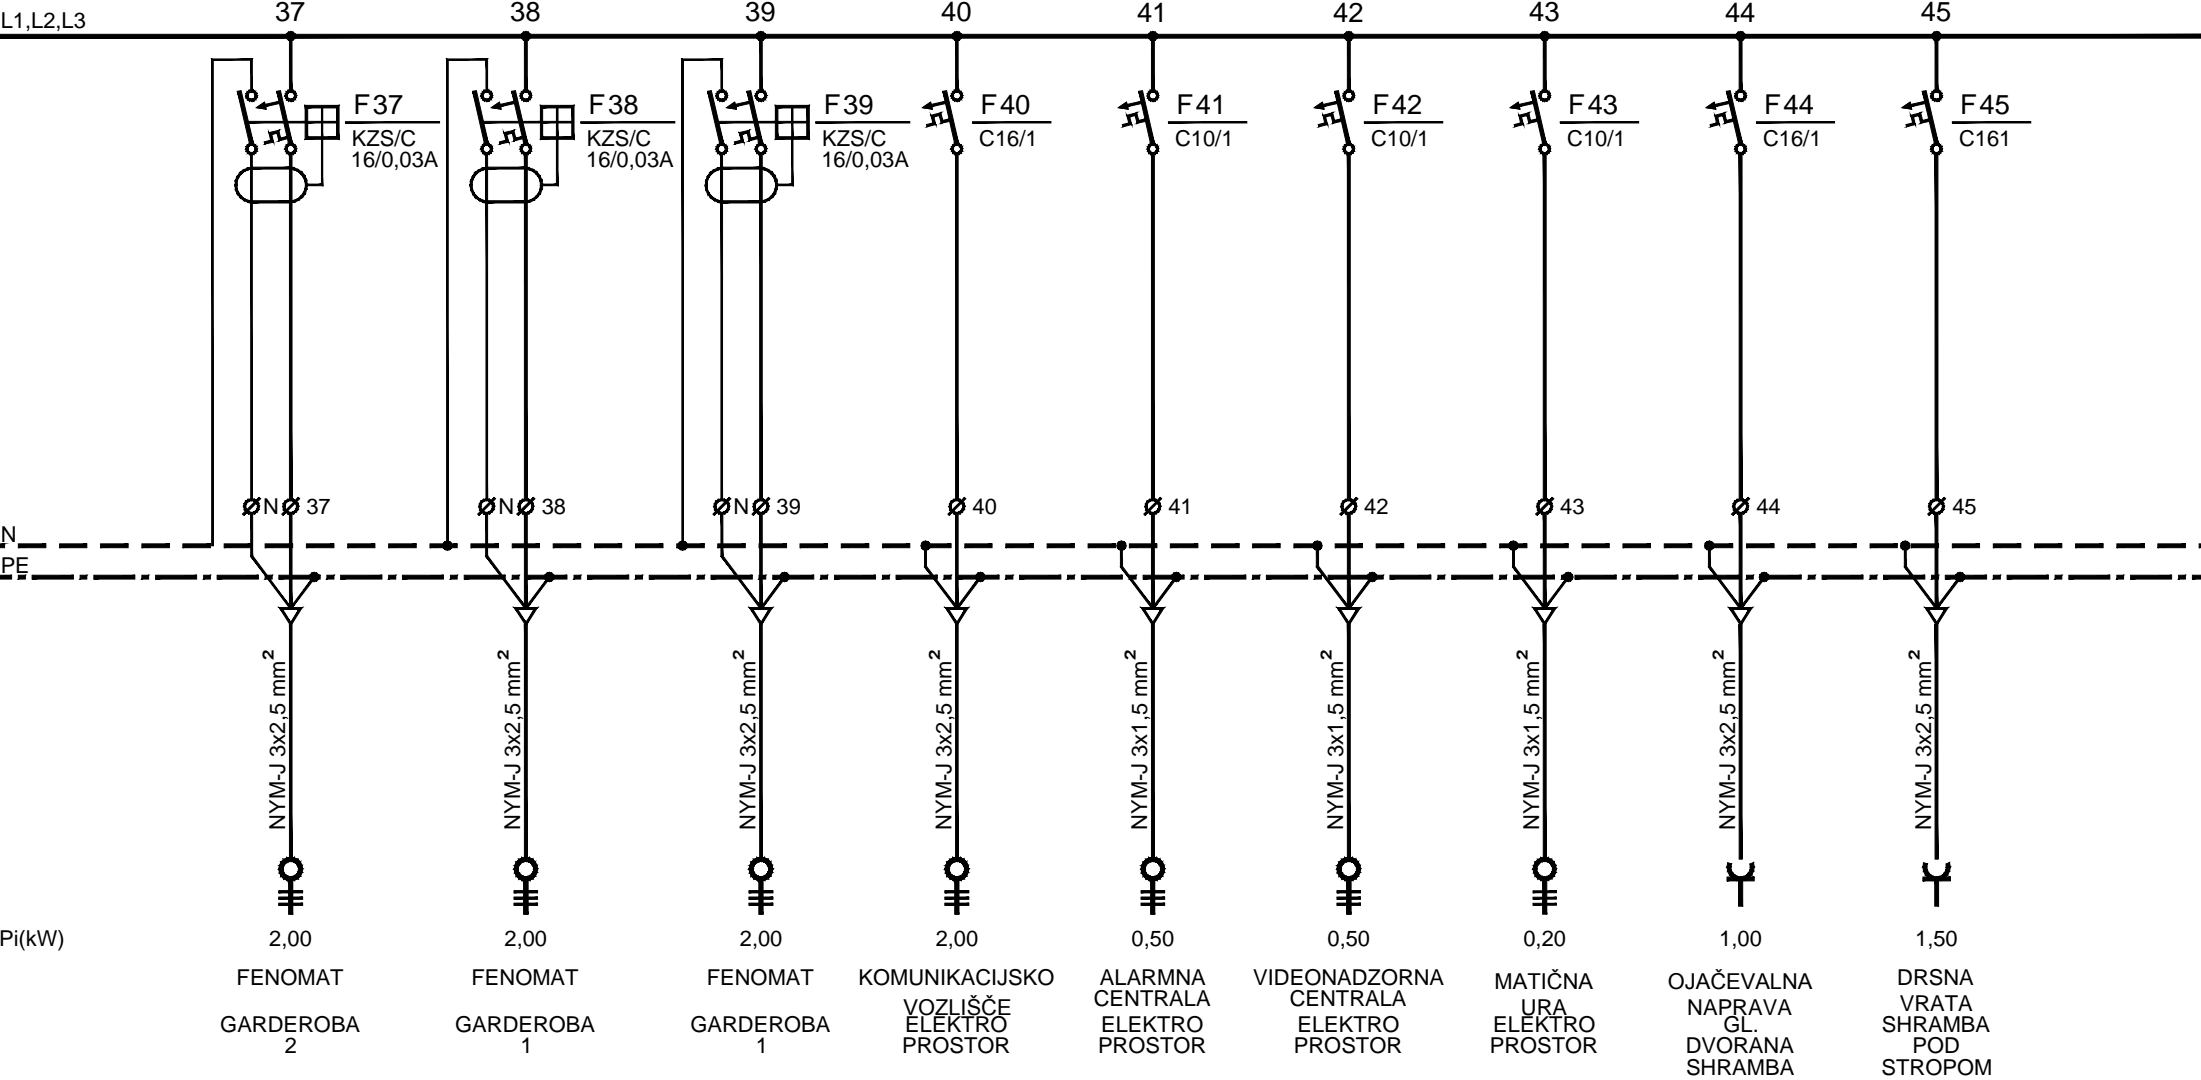 L1,L2,L3
37
38
39
40
41
42
43
44
45
F37
KZS/C
16/0,03A
F38
KZS/C
16/0,03A
F39
KZS/C
16/0,03A
F40
C16/1
F41
C10/1
F42
C10/1
F43
C10/1
F44
C16/1
F45
C161
N 37
N 38
N 39
40
41
42
43
44
45
N
PE
NYM-J 3x2,5 mm²
NYM-J 3x2,5 mm²
NYM-J 3x2,5 mm²
NYM-J 3x2,5 mm²
NYM-J 3x1,5 mm²
NYM-J 3x1,5 mm²
NYM-J 3x1,5 mm²
NYM-J 3x2,5 mm²
NYM-J 3x2,5 mm²
Pi(kW)
2,00
2,00
2,00
2,00
0,50
0,50
0,20
1,00
1,50
FENOMAT
GARDEROBA
2
FENOMAT
GARDEROBA
1
FENOMAT
GARDEROBA
1
KOMUNIKACIJSKO
VOZLIŠČE
ELEKTRO
PROSTOR
ALARMNA
CENTRALA
ELEKTRO
PROSTOR
VIDEONADZORNA
CENTRALA
ELEKTRO
PROSTOR
MATIČNA
URA
ELEKTRO
PROSTOR
OJAČEVALNA
NAPRAVA
GL.
DVORANA
SHRAMBA
DRSNA
VRATA
SHRAMBA
POD
STROPOM